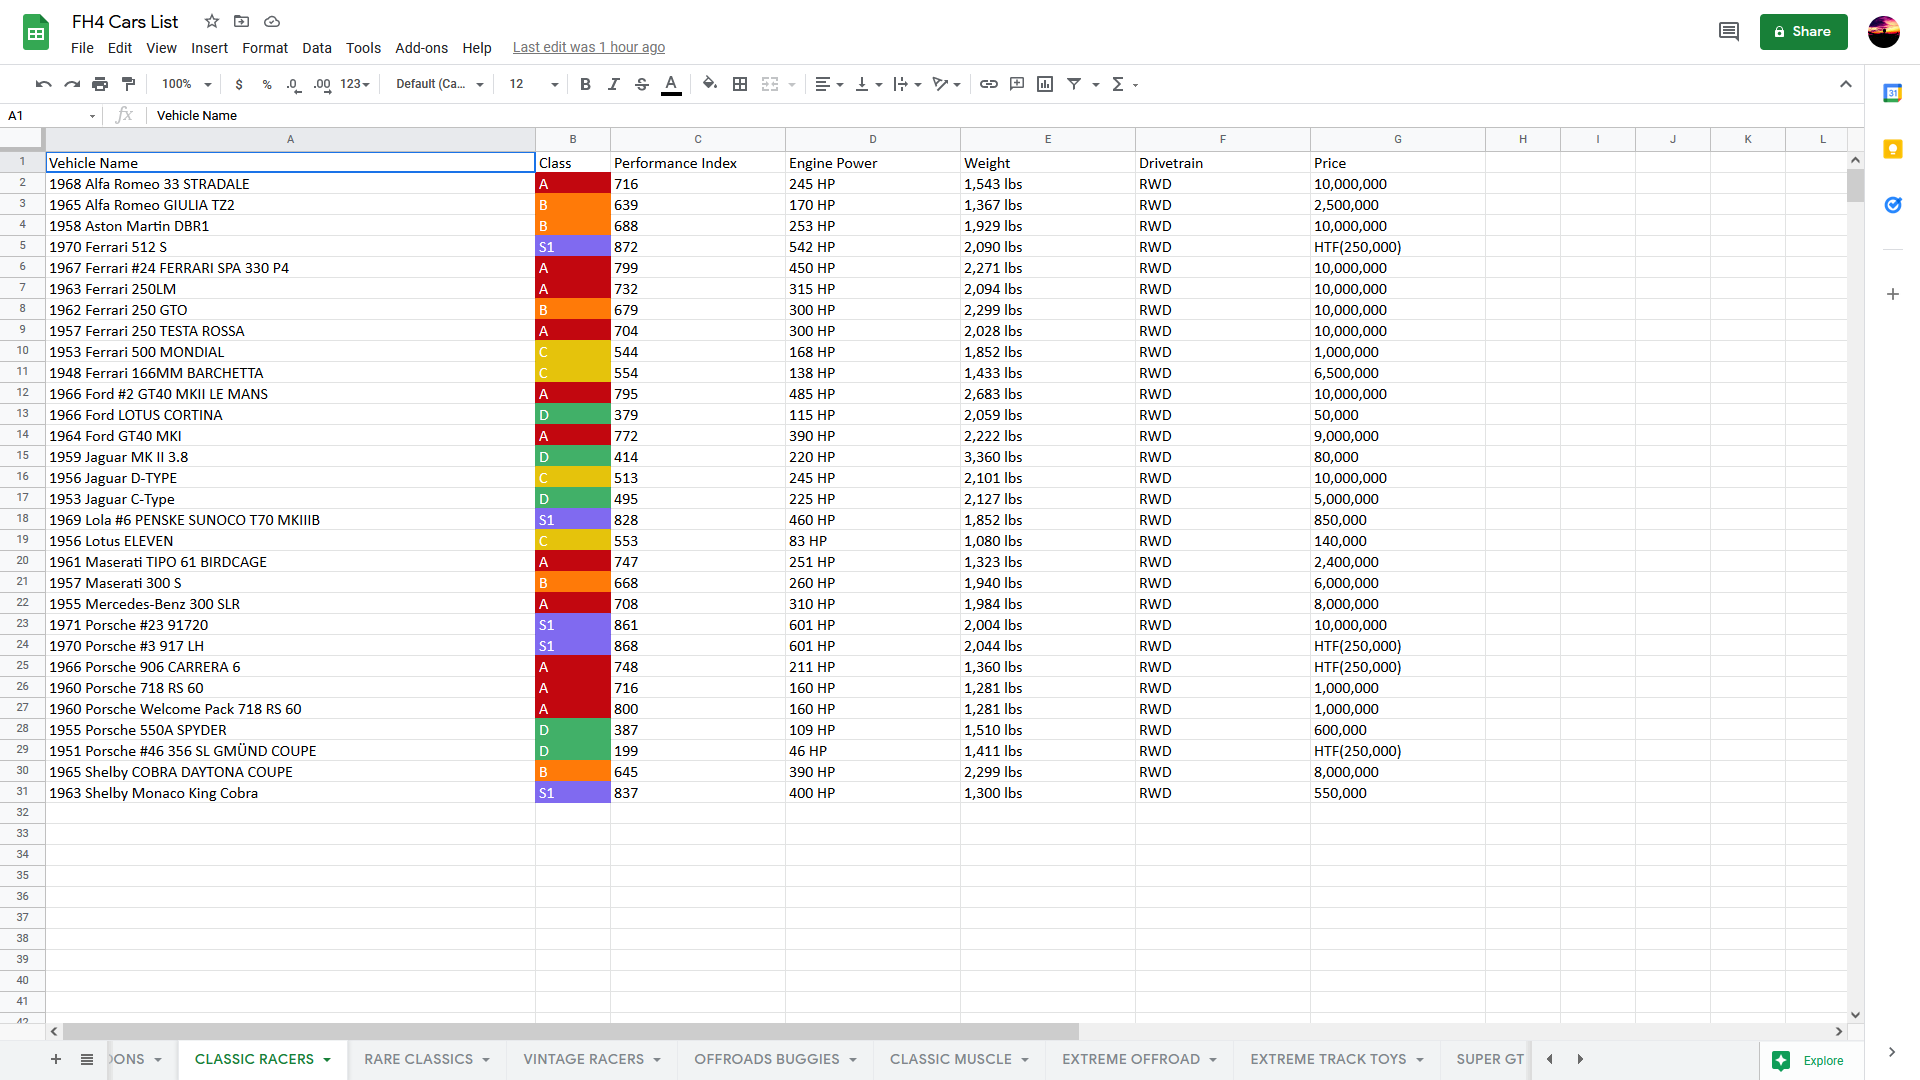 FH4 Cars List
File Edit View Insert Format Data Tools Add-ons Help Last edit was 1 hour ago
Share
100% $ % .0 .00 123 Default (Ca... 12 B I S A
31
A1 fx Vehicle Name
A B C D E F G H I J K L
1 Vehicle Name Class Performance Index Engine Power Weight Drivetrain Price
2 1968 Alfa Romeo 33 STRADALE A 716 245 HP 1,543 lbs RWD 10,000,000
3 1965 Alfa Romeo GIULIA TZ2 B 639 170 HP 1,367 lbs RWD 2,500,000
4 1958 Aston Martin DBR1 B 688 253 HP 1,929 lbs RWD 10,000,000
5 1970 Ferrari 512 S S1 872 542 HP 2,090 lbs RWD HTF(250,000)
6 1967 Ferrari #24 FERRARI SPA 330 P4 A 799 450 HP 2,271 lbs RWD 10,000,000
7 1963 Ferrari 250LM A 732 315 HP 2,094 lbs RWD 10,000,000
8 1962 Ferrari 250 GTO B 679 300 HP 2,299 lbs RWD 10,000,000
9 1957 Ferrari 250 TESTA ROSSA A 704 300 HP 2,028 lbs RWD 10,000,000
10 1953 Ferrari 500 MONDIAL C 544 168 HP 1,852 lbs RWD 1,000,000
11 1948 Ferrari 166MM BARCHETTA C 554 138 HP 1,433 lbs RWD 6,500,000
12 1966 Ford #2 GT40 MKII LE MANS A 795 485 HP 2,683 lbs RWD 10,000,000
13 1966 Ford LOTUS CORTINA D 379 115 HP 2,059 lbs RWD 50,000
14 1964 Ford GT40 MKI A 772 390 HP 2,222 lbs RWD 9,000,000
15 1959 Jaguar MK II 3.8 D 414 220 HP 3,360 lbs RWD 80,000
16 1956 Jaguar D-TYPE C 513 245 HP 2,101 lbs RWD 10,000,000
17 1953 Jaguar C-Type D 495 225 HP 2,127 lbs RWD 5,000,000
18 1969 Lola #6 PENSKE SUNOCO T70 MKIIIB S1 828 460 HP 1,852 lbs RWD 850,000
19 1956 Lotus ELEVEN C 553 83 HP 1,080 lbs RWD 140,000
20 1961 Maserati TIPO 61 BIRDCAGE A 747 251 HP 1,323 lbs RWD 2,400,000
21 1957 Maserati 300 S B 668 260 HP 1,940 lbs RWD 6,000,000
22 1955 Mercedes-Benz 300 SLR A 708 310 HP 1,984 lbs RWD 8,000,000
23 1971 Porsche #23 91720 S1 861 601 HP 2,004 lbs RWD 10,000,000
24 1970 Porsche #3 917 LH S1 868 601 HP 2,044 lbs RWD HTF(250,000)
25 1966 Porsche 906 CARRERA 6 A 748 211 HP 1,360 lbs RWD HTF(250,000)
26 1960 Porsche 718 RS 60 A 716 160 HP 1,281 lbs RWD 1,000,000
27 1960 Porsche Welcome Pack 718 RS 60 A 800 160 HP 1,281 lbs RWD 1,000,000
28 1955 Porsche 550A SPYDER D 387 109 HP 1,510 lbs RWD 600,000
29 1951 Porsche #46 356 SL GMÜND COUPE D 199 46 HP 1,411 lbs RWD HTF(250,000)
30 1965 Shelby COBRA DAYTONA COUPE B 645 390 HP 2,299 lbs RWD 8,000,000
31 1963 Shelby Monaco King Cobra S1 837 400 HP 1,300 lbs RWD 550,000
32
33
34
35
36
37
38
39
40
41
42
OONS CLASSIC RACERS RARE CLASSICS VINTAGE RACERS OFFROADS BUGGIES CLASSIC MUSCLE EXTREME OFFROAD EXTREME TRACK TOYS SUPER GT Explore